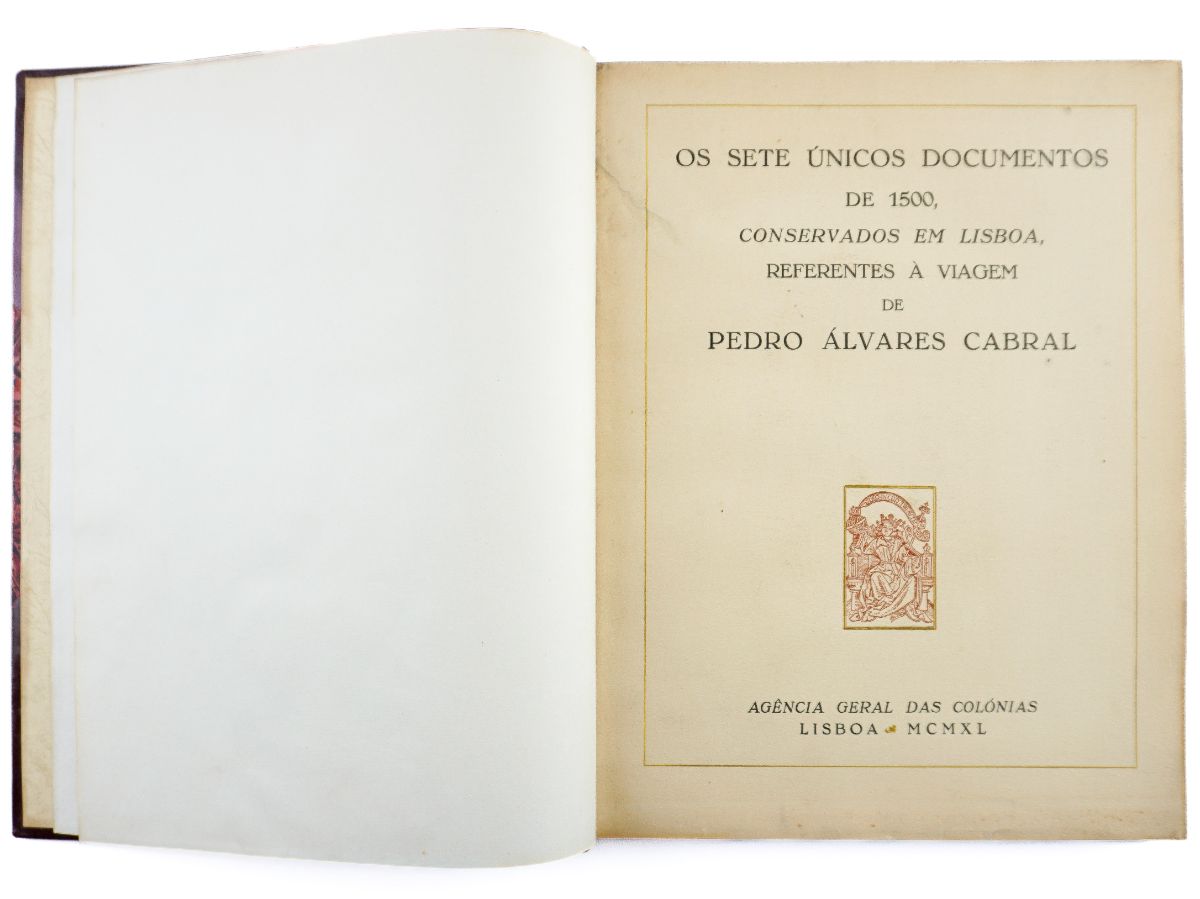 OS SETE ÚNICOS DOCUMENTOS
DE 1500,
CONSERVADOS EM LISBOA,
REFERENTES À VIAGEM
DE
PEDRO ÁLVARES CABRAL
AGÊNCIA GERAL DAS COLÓNIAS
LISBOA MCMXL